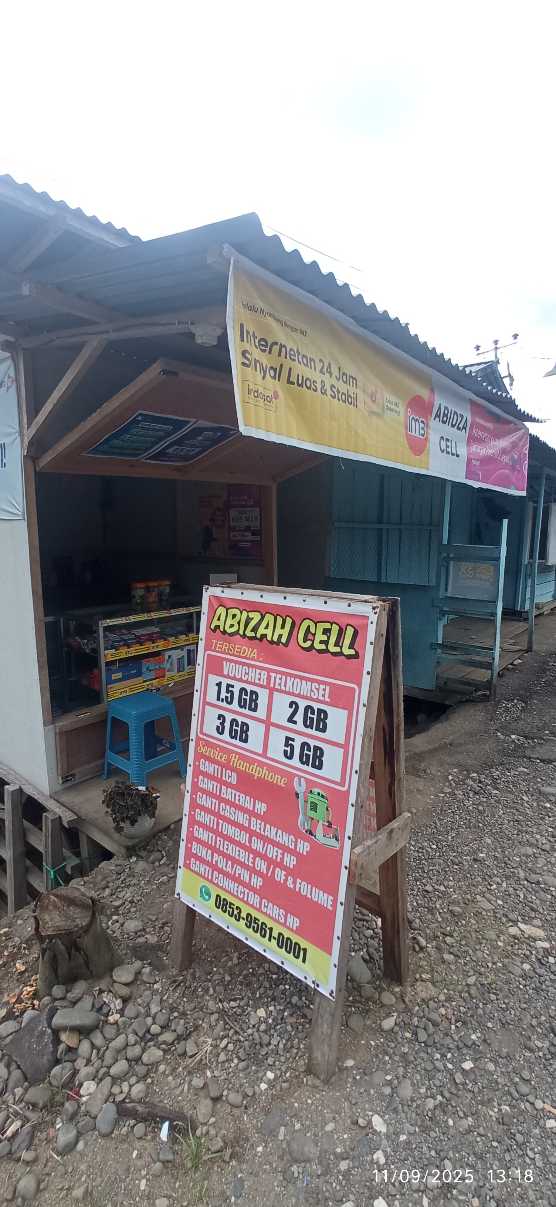 Internetan 24 Jam
Sinyal Luas & Stabil
indosat
im3
ABIDZA
CELL
ABIZAH CELL
TERSEDIA :
VOUCHER TELKOMSEL
1.5 GB
2 GB
3 GB
5 GB
Service Handphone
- GANTI LCD
- GANTI BATERAI HP
- GANTI CASING BELAKANG HP
- GANTI TOMBOL ON/OFF HP
- GANTI FLEXIEBLE ON / OF & FOLUME
- BUKA POLA/PIN HP
- GANTI CONNECTOR CARS HP
0853-9561-0001
11/09/2025 13:18